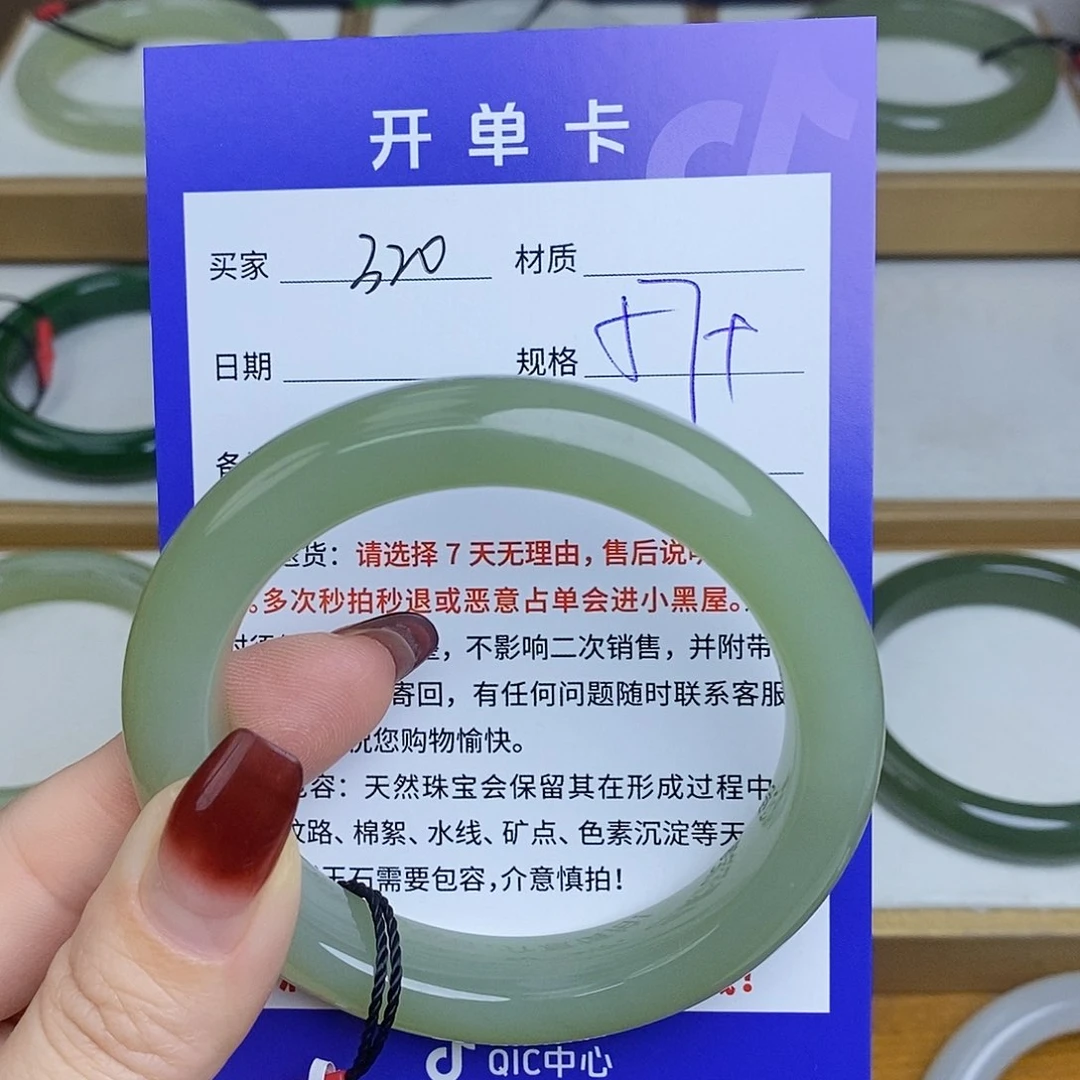 开单卡
买家 320 材质
日期 规格 57+
退货：请选择 7 天无理由，售后说
。多次秒拍秒退或恶意占单会进小黑屋。
，不影响二次销售，并附带
寄回，有任何问题随时联系客服
祝您购物愉快。
包容：天然珠宝会保留其在形成过程中
纹路、棉絮、水线、矿点、色素沉淀等天
玉石需要包容，介意慎拍！
QIC中心